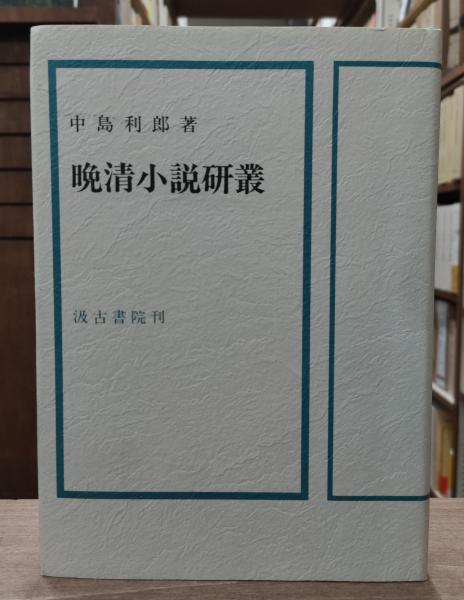 中島利郎著
晩清小説研叢
汲古書院刊